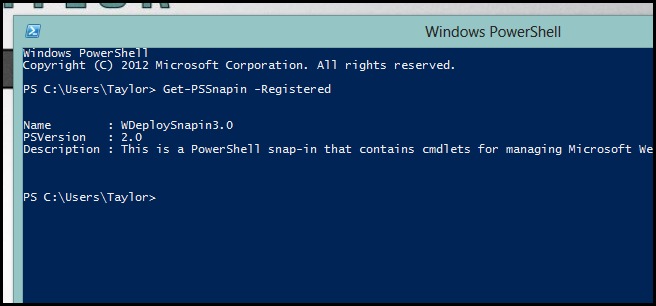 Windows PowerShell
Windows PowerShell
Copyright (C) 2012 Microsoft Corporation. All rights reserved.
PS C:\Users\Taylor> Get-PSSnapin -Registered
Name        : WDeploySnapin3.0
PSVersion   : 2.0
Description : This is a PowerShell snap-in that contains cmdlets for managing Microsoft We
PS C:\Users\Taylor>